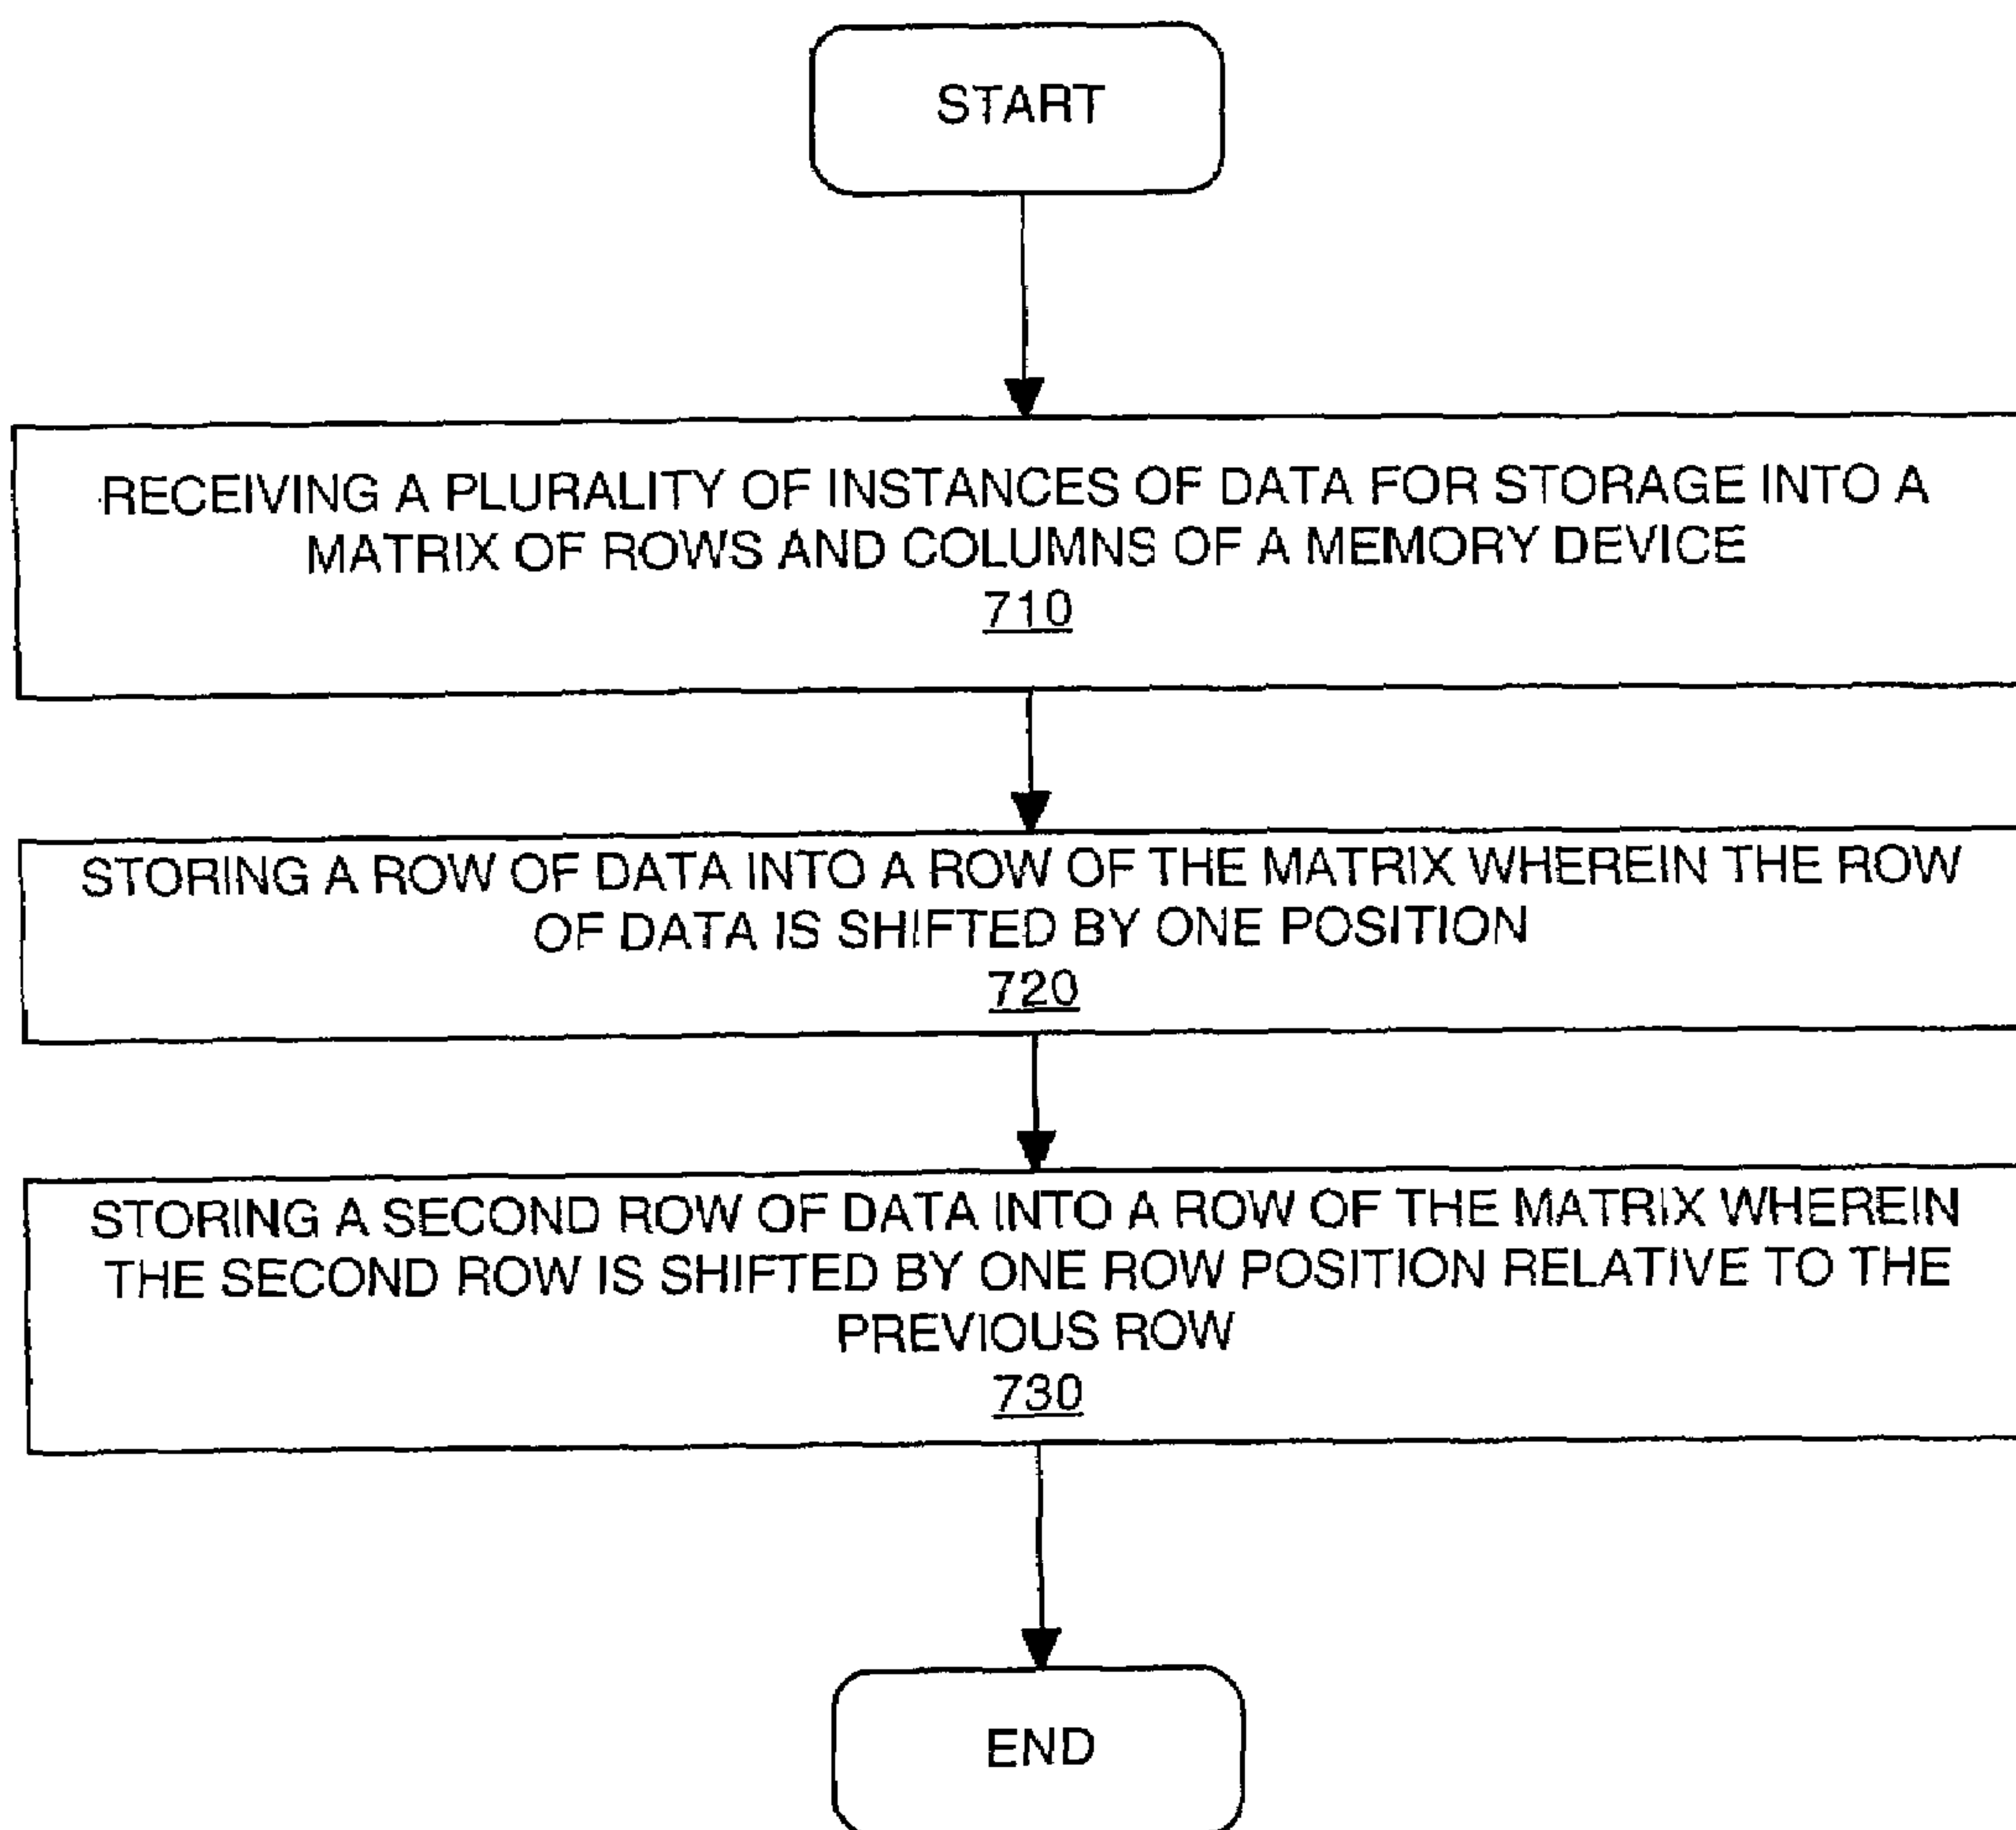 START
RECEIVING A PLURALITY OF INSTANCES OF DATA FOR STORAGE INTO A
MATRIX OF ROWS AND COLUMNS OF A MEMORY DEVICE
710
STORING A ROW OF DATA INTO A ROW OF THE MATRIX WHEREIN THE ROW
OF DATA IS SHIFTED BY ONE POSITION
720
STORING A SECOND ROW OF DATA INTO A ROW OF THE MATRIX WHEREIN
THE SECOND ROW IS SHIFTED BY ONE ROW POSITION RELATIVE TO THE
PREVIOUS ROW
730
END